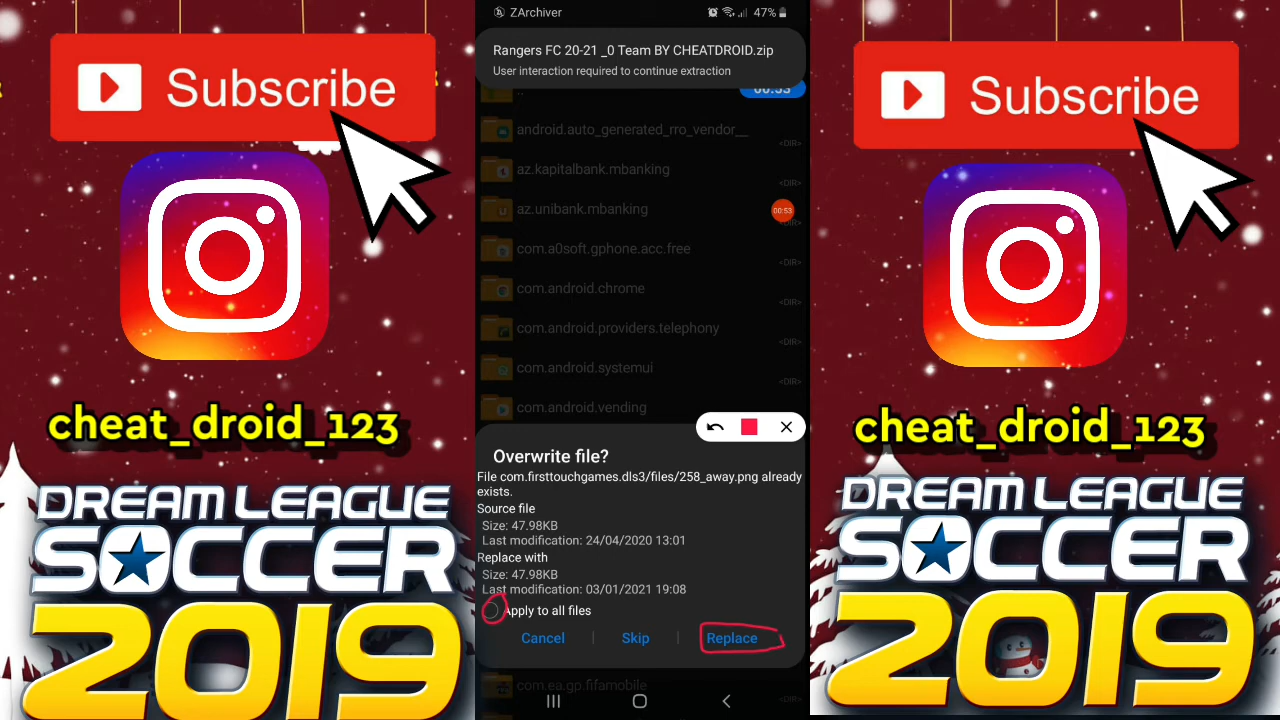 Subscribe
cheat_droid_123
DREAM LEAGUE
SOCCER
2019
ZArchiver
47%
Rangers FC 20-21 _0 Team BY CHEATDROID.zip
User interaction required to continue extraction
..
00:53
android.auto_generated_rro_vendor__
<DIR>
az.kapitalbank.mbanking
<DIR>
az.unibank.mbanking
00:53
<DIR>
com.a0soft.gphone.acc.free
<DIR>
com.android.chrome
<DIR>
com.android.providers.telephony
<DIR>
com.android.systemui
<DIR>
com.android.vending
Overwrite file?
File com.firsttouchgames.dls3/files/258_away.png already
exists.
Source file
Size: 47.98KB
Last modification: 24/04/2020 13:01
Replace with
Size: 47.98KB
Last modification: 03/01/2021 19:08
Apply to all files
Cancel | Skip | Replace
com.ea.gp.fifamobile
<DIR>
Subscribe
cheat_droid_123
DREAM LEAGUE
SOCCER
2019